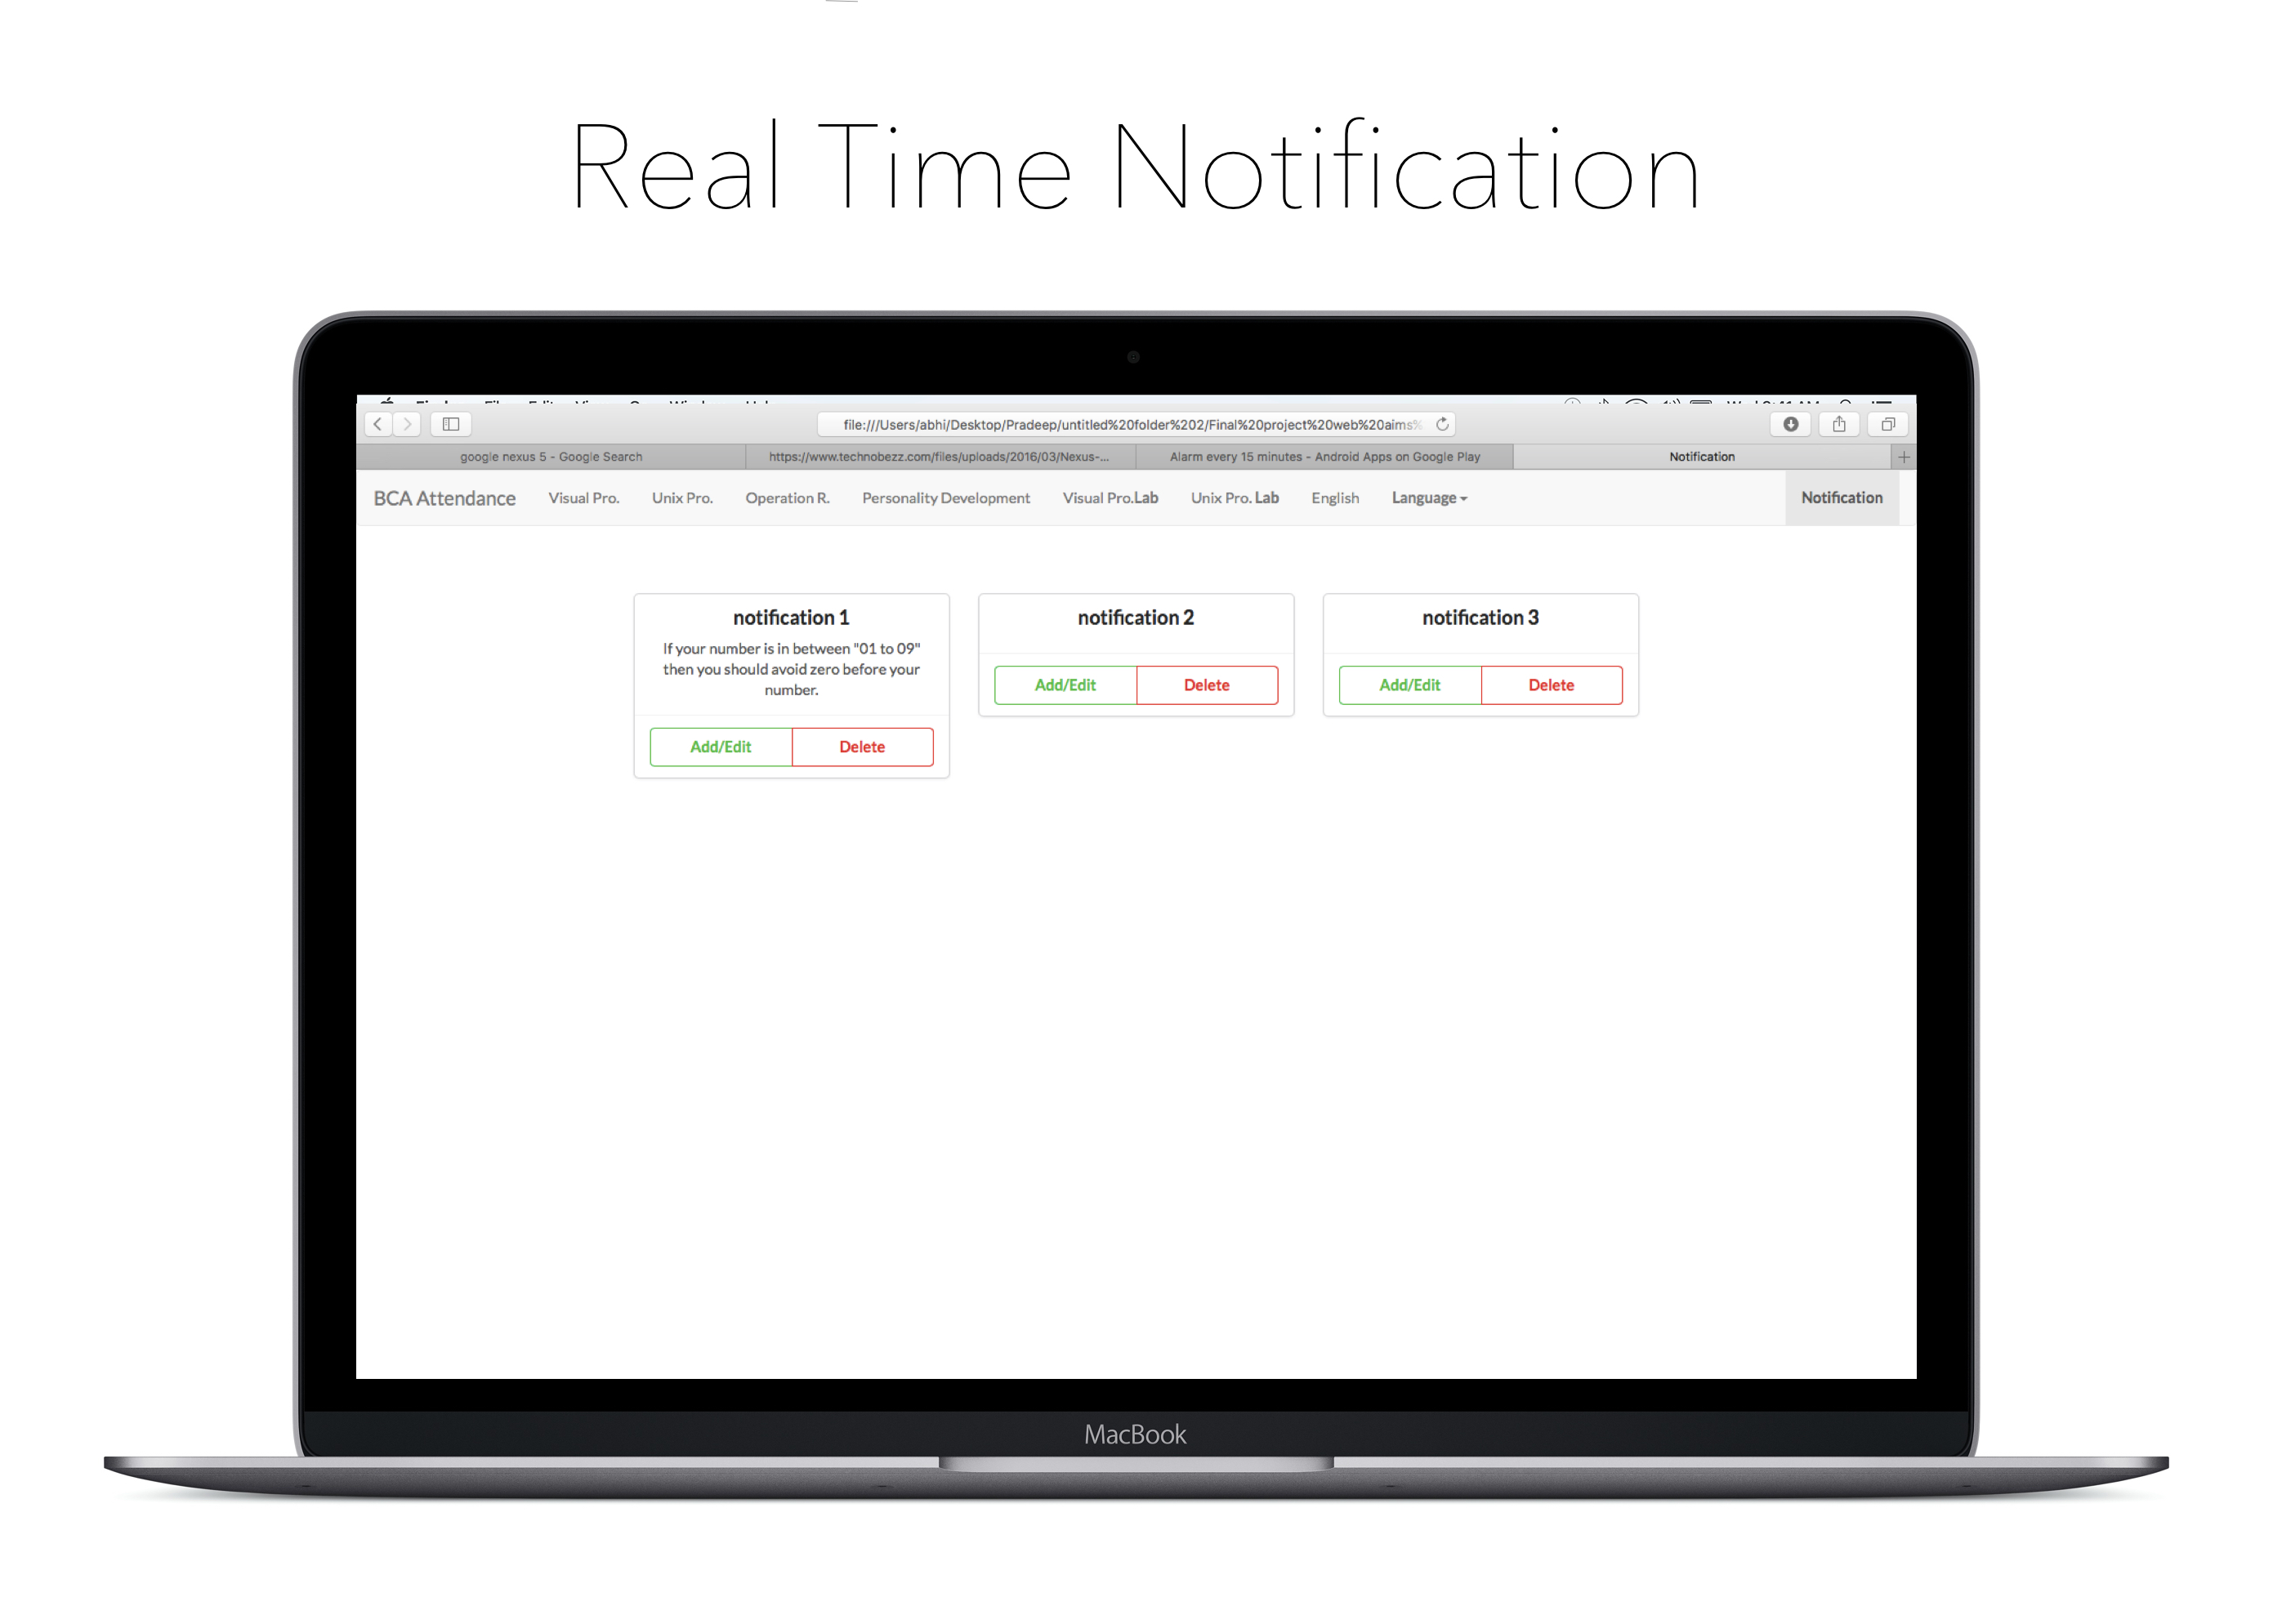 Real Time Notification
file:///Users/abhi/Desktop/Pradeep/untitled%20folder%202/Final%20project%20web%20aims%
google nexus 5 - Google Search
https://www.technobezz.com/files/uploads/2016/03/Nexus-...
Alarm every 15 minutes - Android Apps on Google Play
Notification
BCA Attendance Visual Pro. Unix Pro. Operation R. Personality Development Visual Pro.Lab Unix Pro. Lab English Language Notification
notification 1
If your number is in between "01 to 09"
then you should avoid zero before your
number.
Add/Edit Delete
notification 2
Add/Edit Delete
notification 3
Add/Edit Delete
MacBook